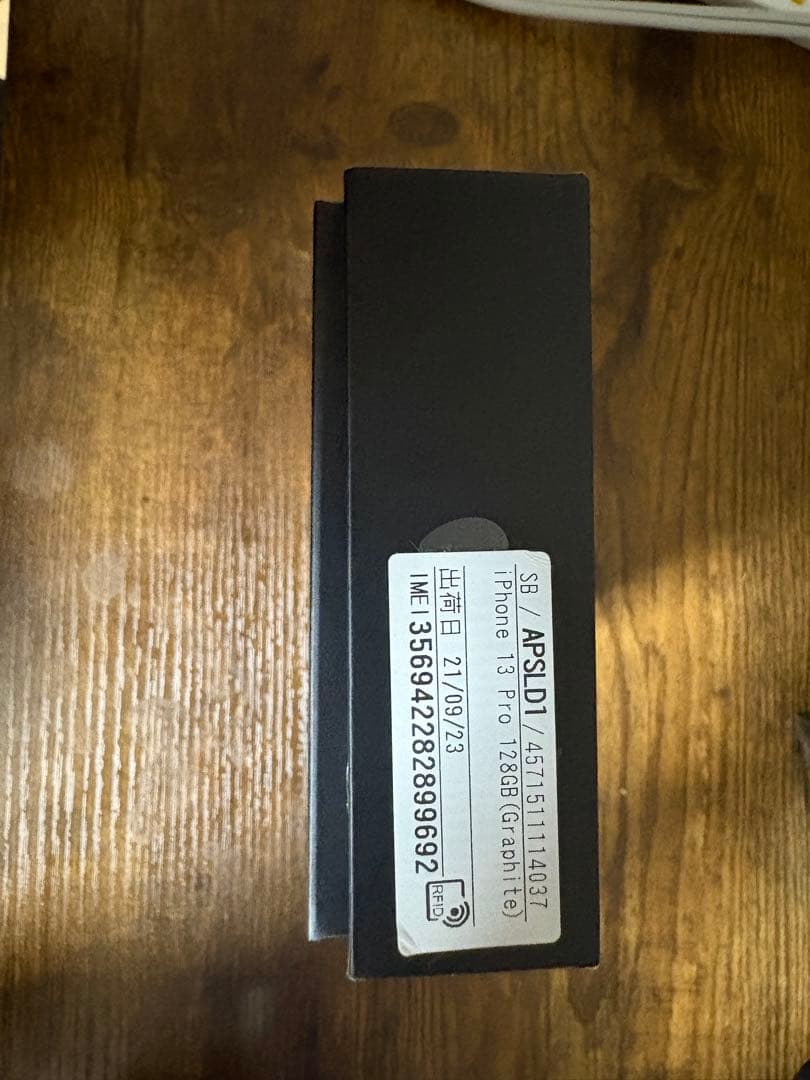 SB / APSLD1 / 4571511114037
iPhone 13 Pro 128GB(Graphite)
出荷日 21/09/23
IMEI 356942282899692
RFID